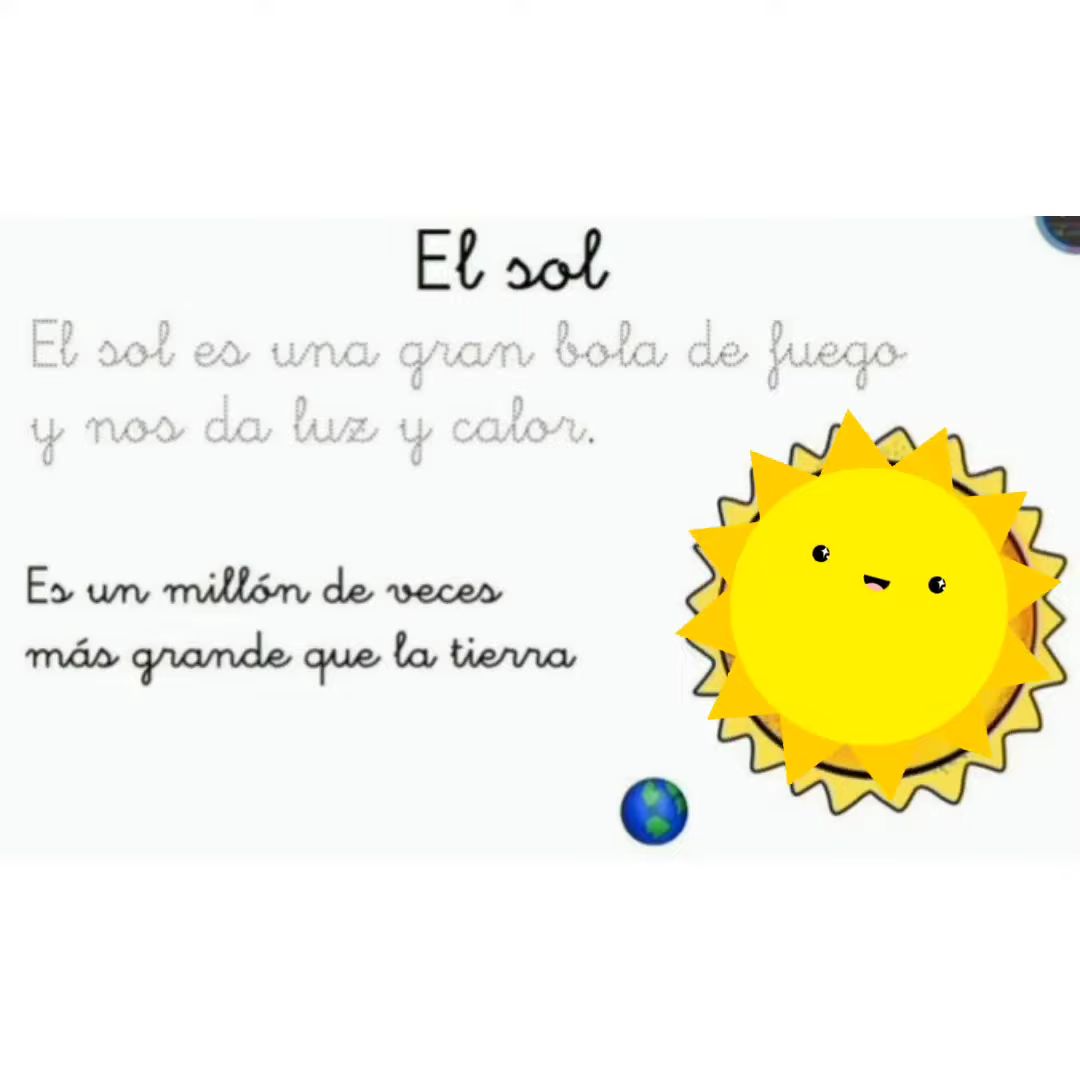 El sol
El sol es una gran bola de fuego
y nos da luz y calor.
Es un millón de veces
más grande que la tierra